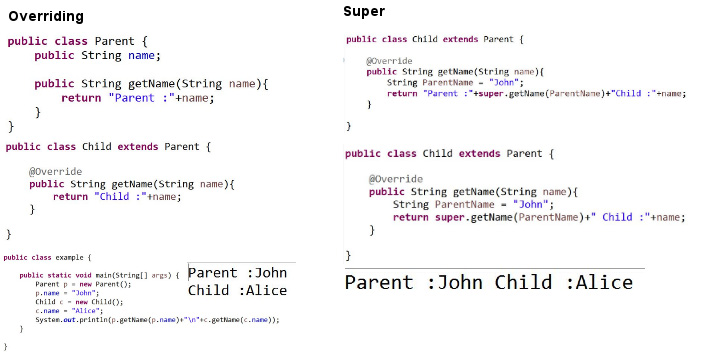 Overriding
public class Parent {
public String name;
public String getName(String name){
return "Parent :"+name;
}
}
public class Child extends Parent {
@Override
public String getName(String name){
return "Child :"+name;
}
}
public class example {
public static void main(String[] args) {
Parent p = new Parent();
p.name = "John";
Child c = new Child();
c.name = "Alice";
System.out.println(p.getName(p.name)+"\n"+c.getName(c.name));
}
}
Parent :John
Child :Alice
Super
public class Child extends Parent {
@Override
public String getName(String name){
String ParentName = "John";
return "Parent :"+super.getName(ParentName)+"Child :"+name;
}
}
public class Child extends Parent {
@Override
public String getName(String name){
String ParentName = "John";
return super.getName(ParentName)+" Child :"+name;
}
}
Parent :John Child :Alice